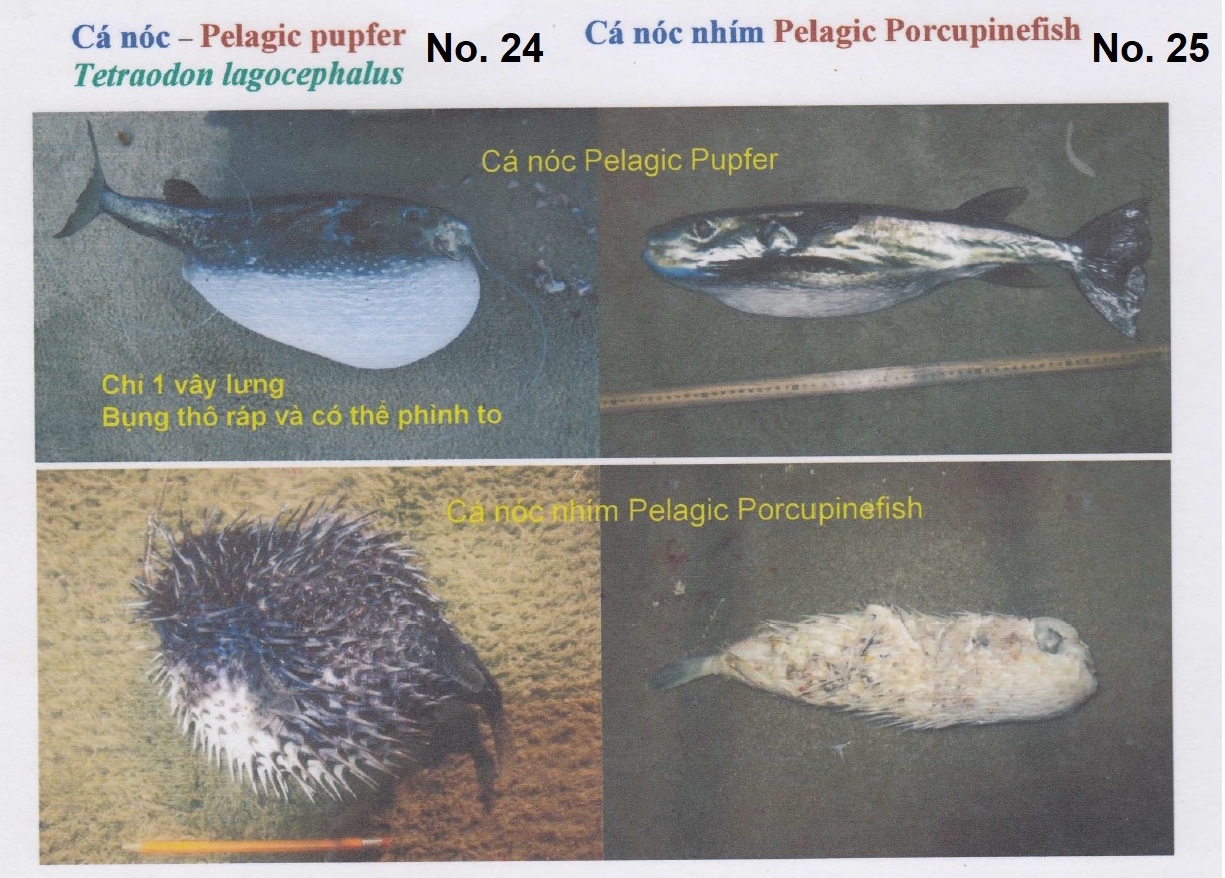 Cá nóc – Pelagic pupfer No. 24
Tetraodon lagocephalus
Cá nóc nhím Pelagic Porcupinefish No. 25
Cá nóc Pelagic Pupfer
Chỉ 1 vây lưng
Bụng thô ráp và có thể phình to
Cá nóc nhím Pelagic Porcupinefish